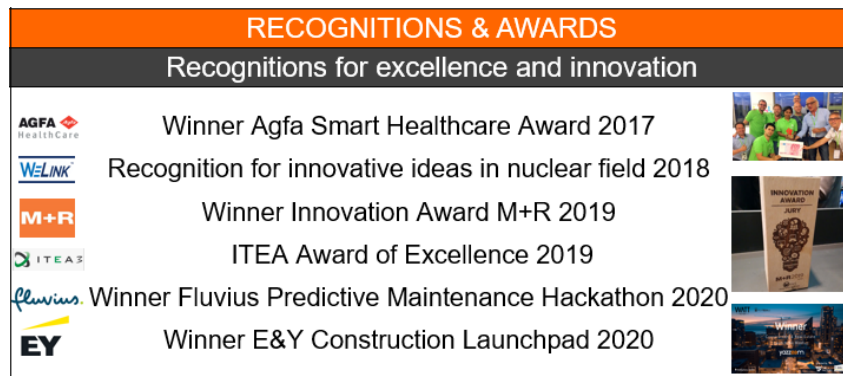 RECOGNITIONS & AWARDS
Recognitions for excellence and innovation
AGFA
HealthCare
Winner Agfa Smart Healthcare Award 2017
WELINK
Recognition for innovative ideas in nuclear field 2018
M+R
Winner Innovation Award M+R 2019
ITEA3
ITEA Award of Excellence 2019
fluvius.
Winner Fluvius Predictive Maintenance Hackathon 2020
EY
Winner E&Y Construction Launchpad 2020
INNOVATION
AWARD
JURY
M+R
Winner
yazzoom